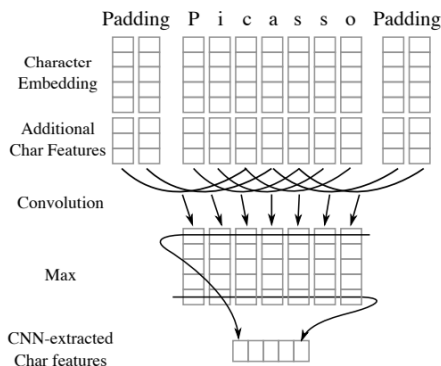 Padding P i c a s s o Padding
Character
Embedding
Additional
Char Features
Convolution
Max
CNN-extracted
Char features